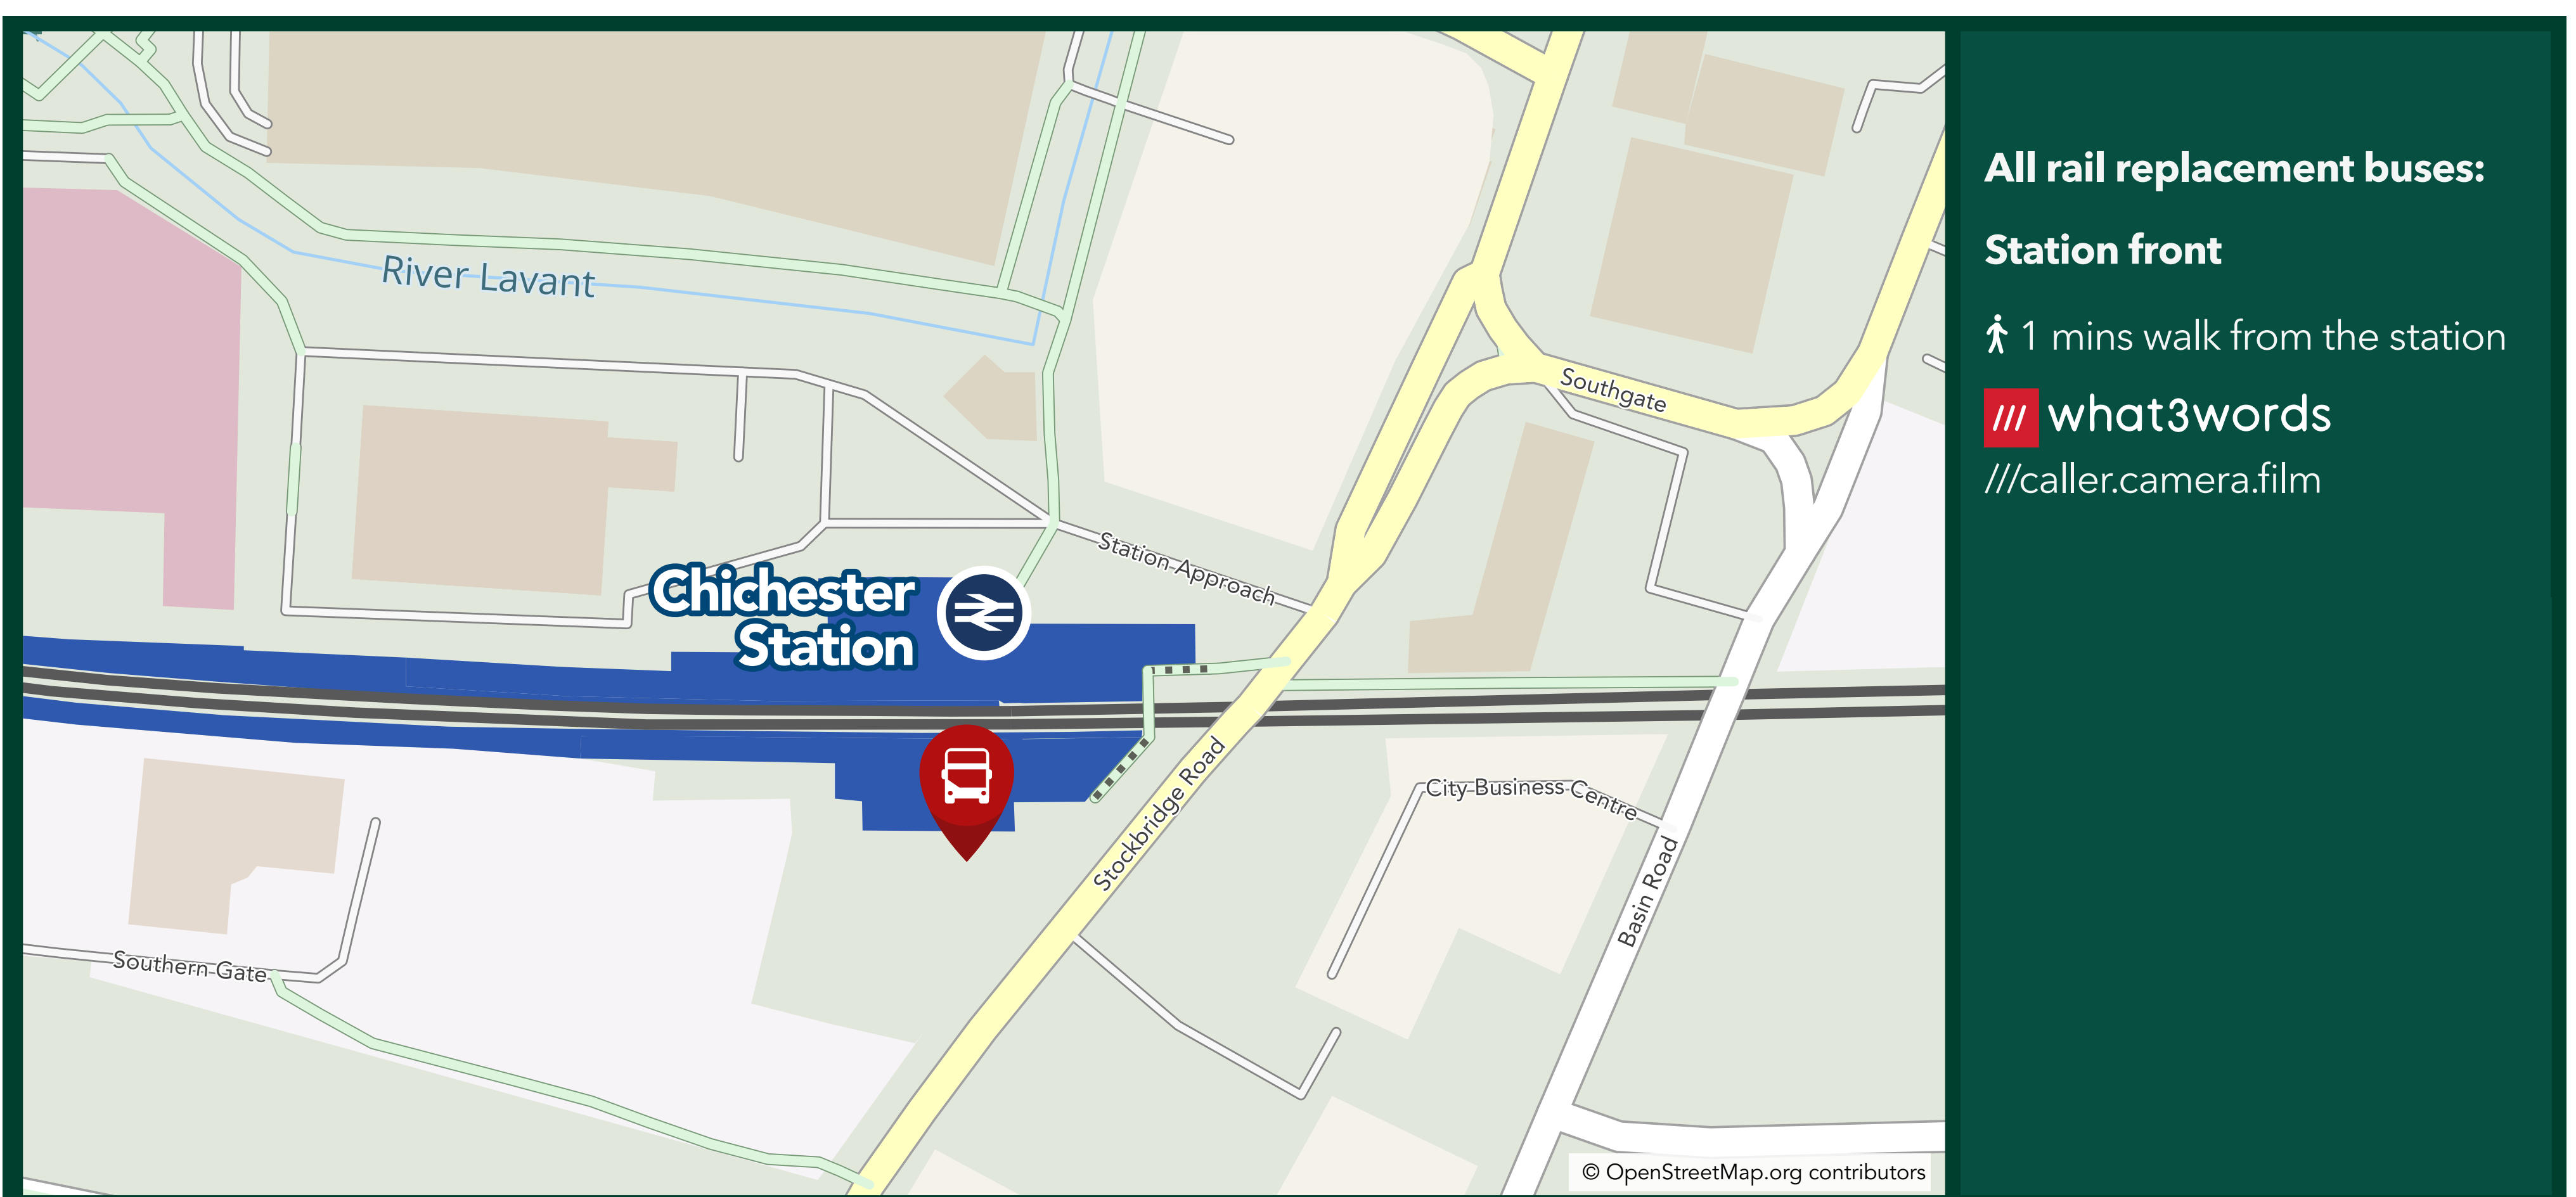 River Lavant
Southgate
Station Approach
Chichester
Station
Stockbridge Road
City Business Centre
Basin Road
Southern Gate
© OpenStreetMap.org contributors
All rail replacement buses:
Station front
1 mins walk from the station
/// what3words
///caller.camera.film